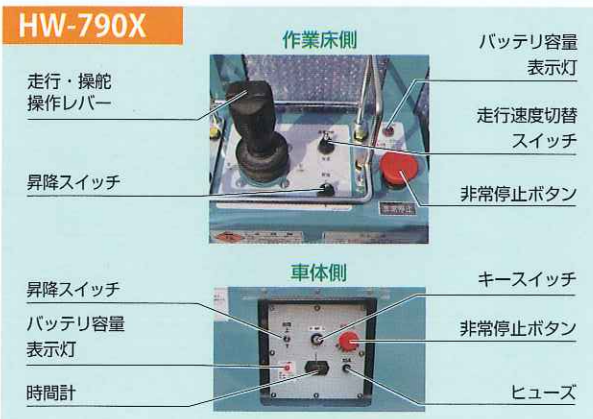 HW-790X
作業床側
走行・操舵
操作レバー
昇降スイッチ
バッテリ容量
表示灯
走行速度切替
スイッチ
非常停止ボタン
非常停止
車体側
昇降スイッチ
バッテリ容量
表示灯
時間計
キースイッチ
非常停止ボタン
ヒューズ